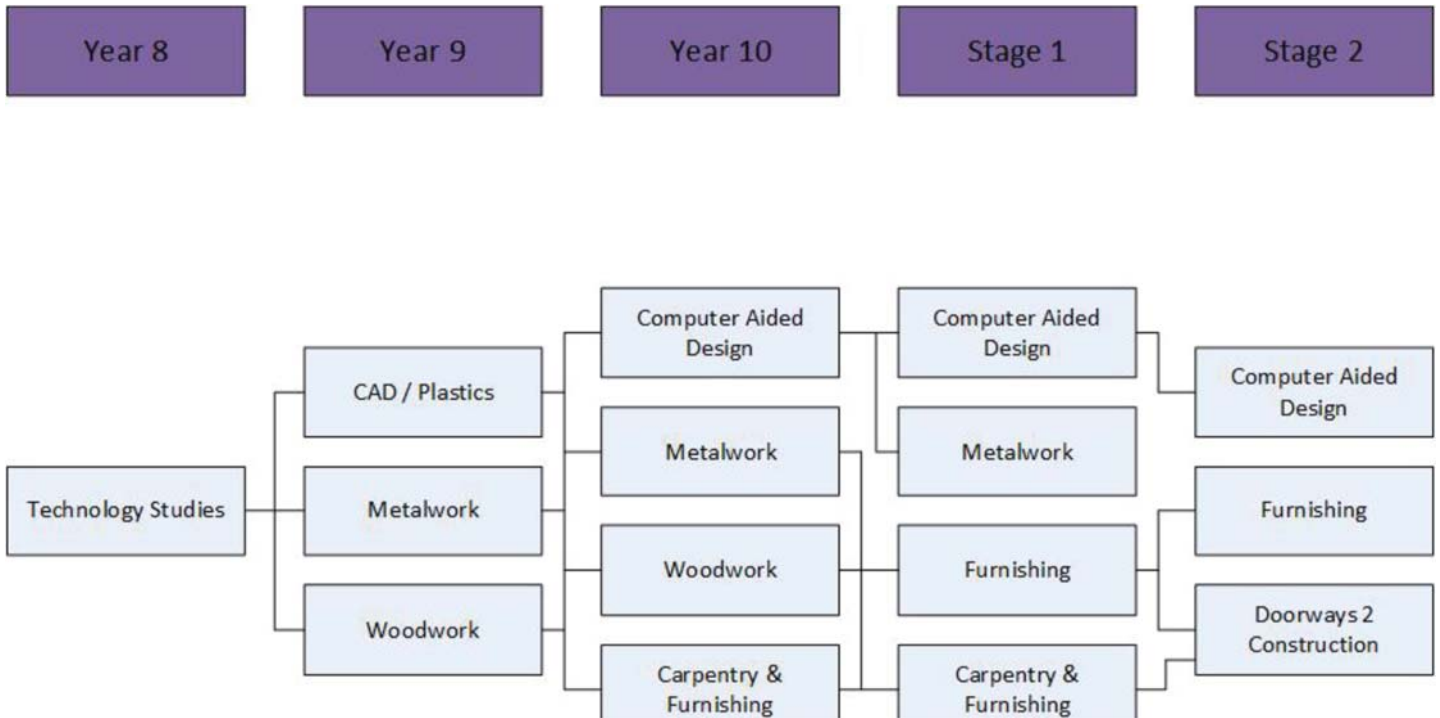 Year 8
Year 9
Year 10
Stage 1
Stage 2
Computer Aided
Design
Computer Aided
Design
CAD / Plastics
Computer Aided
Design
Metalwork
Metalwork
Technology Studies
Metalwork
Furnishing
Woodwork
Furnishing
Woodwork
Doorways 2
Construction
Carpentry &
Furnishing
Carpentry &
Furnishing